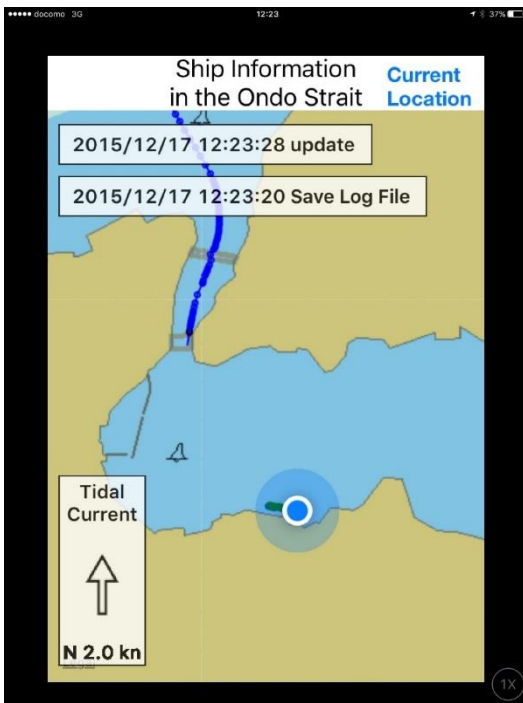 docomo 3G 12:23 37%
Ship Information
in the Ondo Strait
Current
Location
2015/12/17 12:23:28 update
2015/12/17 12:23:20 Save Log File
Tidal
Current
N 2.0 kn
1X